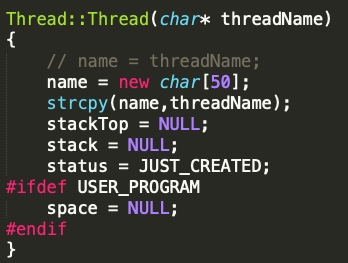 Thread::Thread(char* threadName)
{
    // name = threadName;
    name = new char[50];
    strcpy(name,threadName);
    stackTop = NULL;
    stack = NULL;
    status = JUST_CREATED;
#ifdef USER_PROGRAM
    space = NULL;
#endif
}